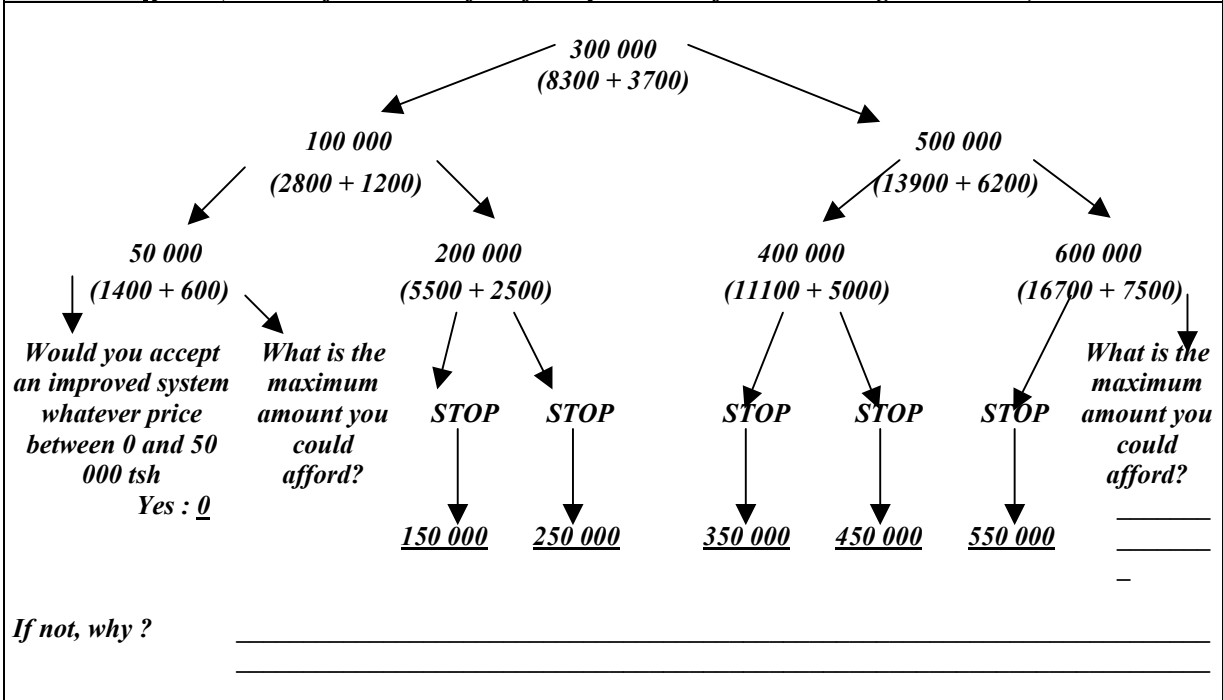 300 000
(8300 + 3700)
100 000
500 000
(2800 + 1200)
(13900 + 6200)
50 000
200 000
400 000
600 000
(1400 + 600)
(5500 + 2500)
(11100 + 5000)
(16700 + 7500)
Would you accept
an improved system
whatever price
between 0 and 50
000 tsh
Yes : 0
What is the
maximum
amount you
could
afford?
STOP
STOP
STOP
STOP
STOP
What is the
maximum
amount you
could
afford?
150 000
250 000
350 000
450 000
550 000
If not, why ?